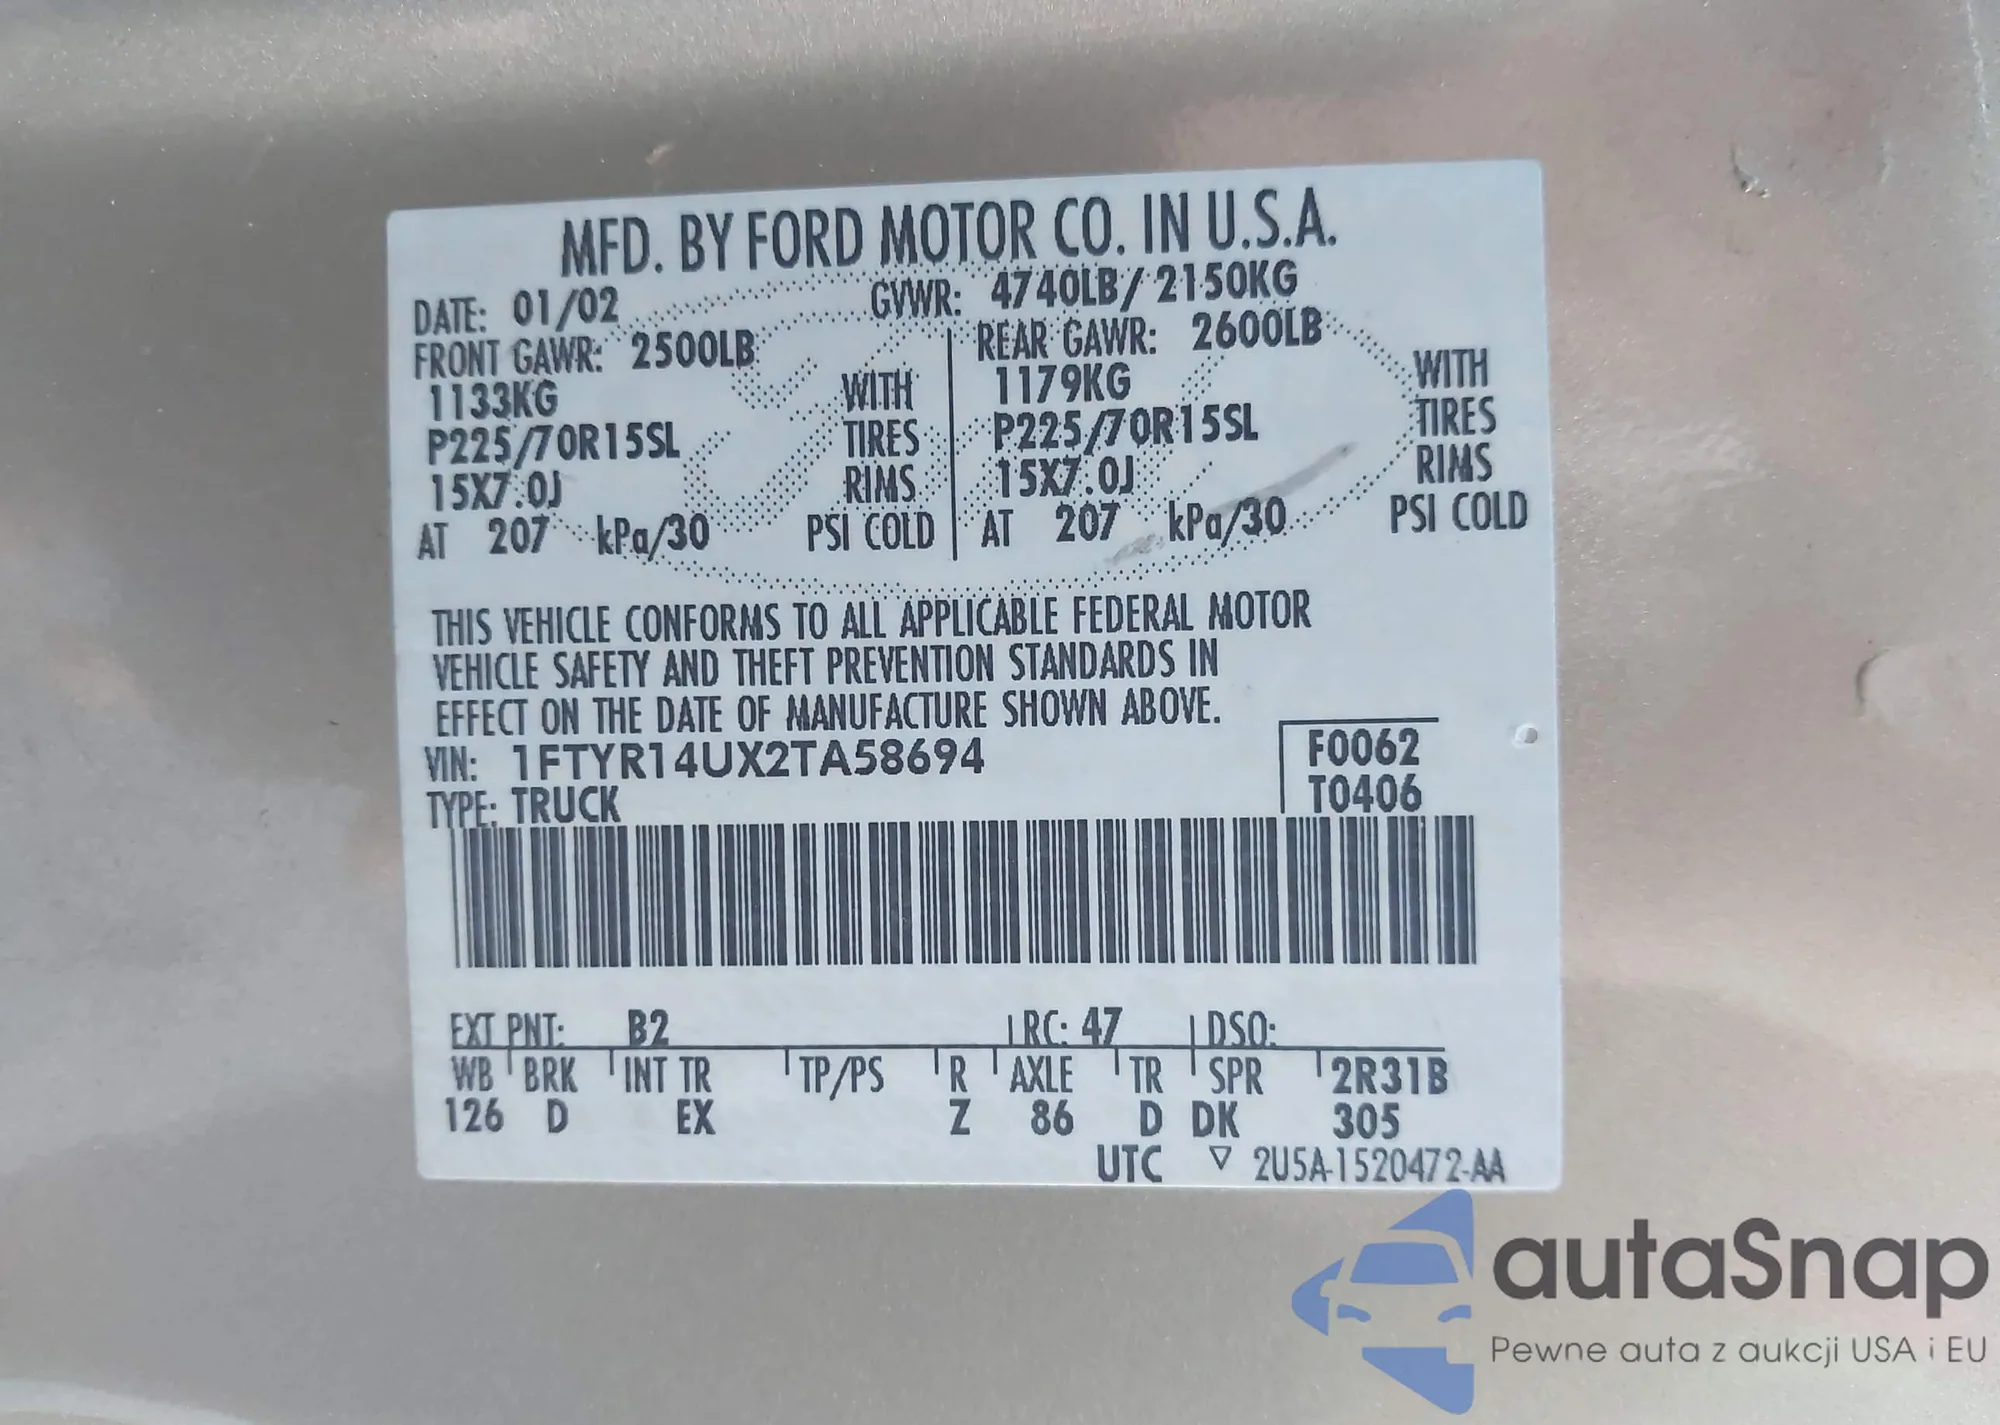 MFD. BY FORD MOTOR CO. IN U.S.A.
DATE: 01/02 GVWR: 4740LB/ 2150KG
FRONT GAWR: 2500LB REAR GAWR: 2600LB
1133KG WITH 1179KG WITH
P225/70R15SL TIRES P225/70R15SL TIRES
15X7.0J RIMS 15X7.0J RIMS
AT 207 kPa/30 PSI COLD AT 207 kPa/30 PSI COLD
THIS VEHICLE CONFORMS TO ALL APPLICABLE FEDERAL MOTOR
VEHICLE SAFETY AND THEFT PREVENTION STANDARDS IN
EFFECT ON THE DATE OF MANUFACTURE SHOWN ABOVE.
VIN: 1FTYR14UX2TA58694 F0062
TYPE: TRUCK T0406
EXT PNT: B2 RC: 47 DSO:
WB BRK INT TR TP/PS R AXLE TR SPR 2R31B
126 D EX Z 86 D DK 305
UTC ▽ 2U5A-1520472-AA
autaSnap
Pewne auta z aukcji USA i EU